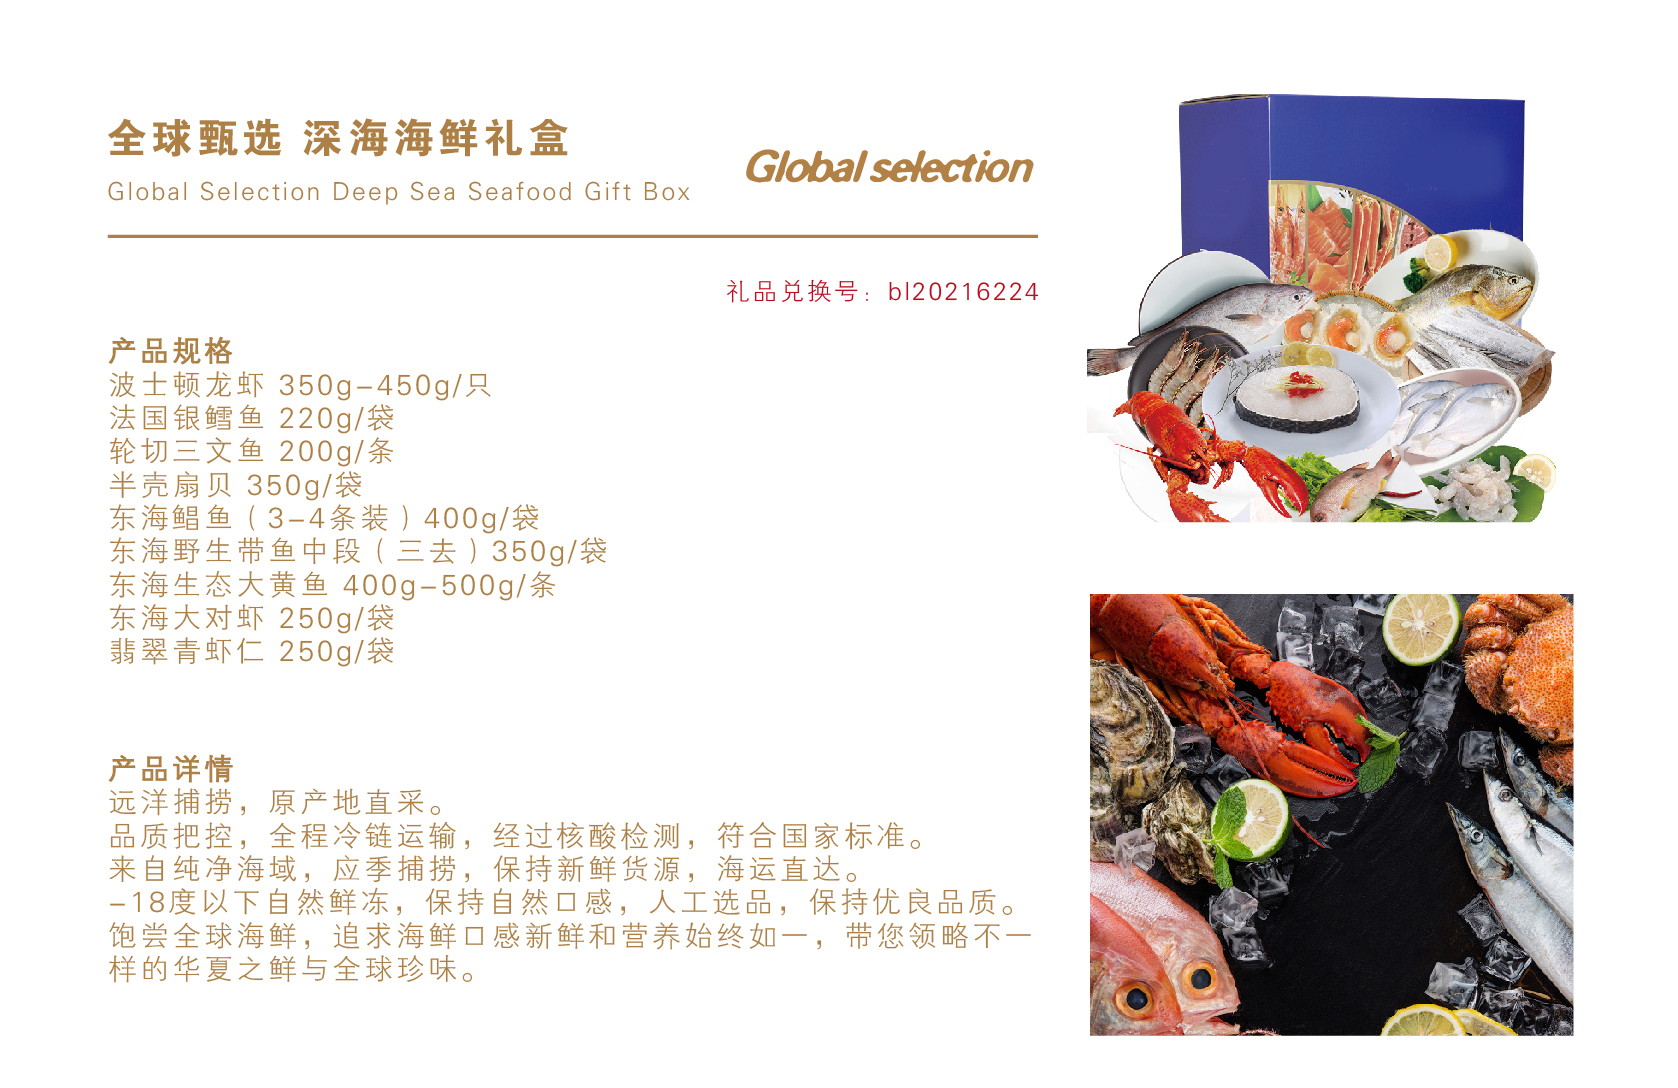 全球甄选 深海海鲜礼盒
Global Selection Deep Sea Seafood Gift Box
Global selection
礼品兑换号：bl20216224
产品规格
波士顿龙虾 350g-450g/只
法国银鳕鱼 220g/袋
轮切三文鱼 200g/条
半壳扇贝 350g/袋
东海鲳鱼（3-4条装）400g/袋
东海野生带鱼中段（三去）350g/袋
东海生态大黄鱼 400g-500g/条
东海大对虾 250g/袋
翡翠青虾仁 250g/袋
产品详情
远洋捕捞，原产地直采。
品质把控，全程冷链运输，经过核酸检测，符合国家标准。
来自纯净海域，应季捕捞，保持新鲜货源，海运直达。
-18度以下自然鲜冻，保持自然口感，人工选品，保持优良品质。
饱尝全球海鲜，追求海鲜口感新鲜和营养始终如一，带您领略不一
样的华夏之鲜与全球珍味。